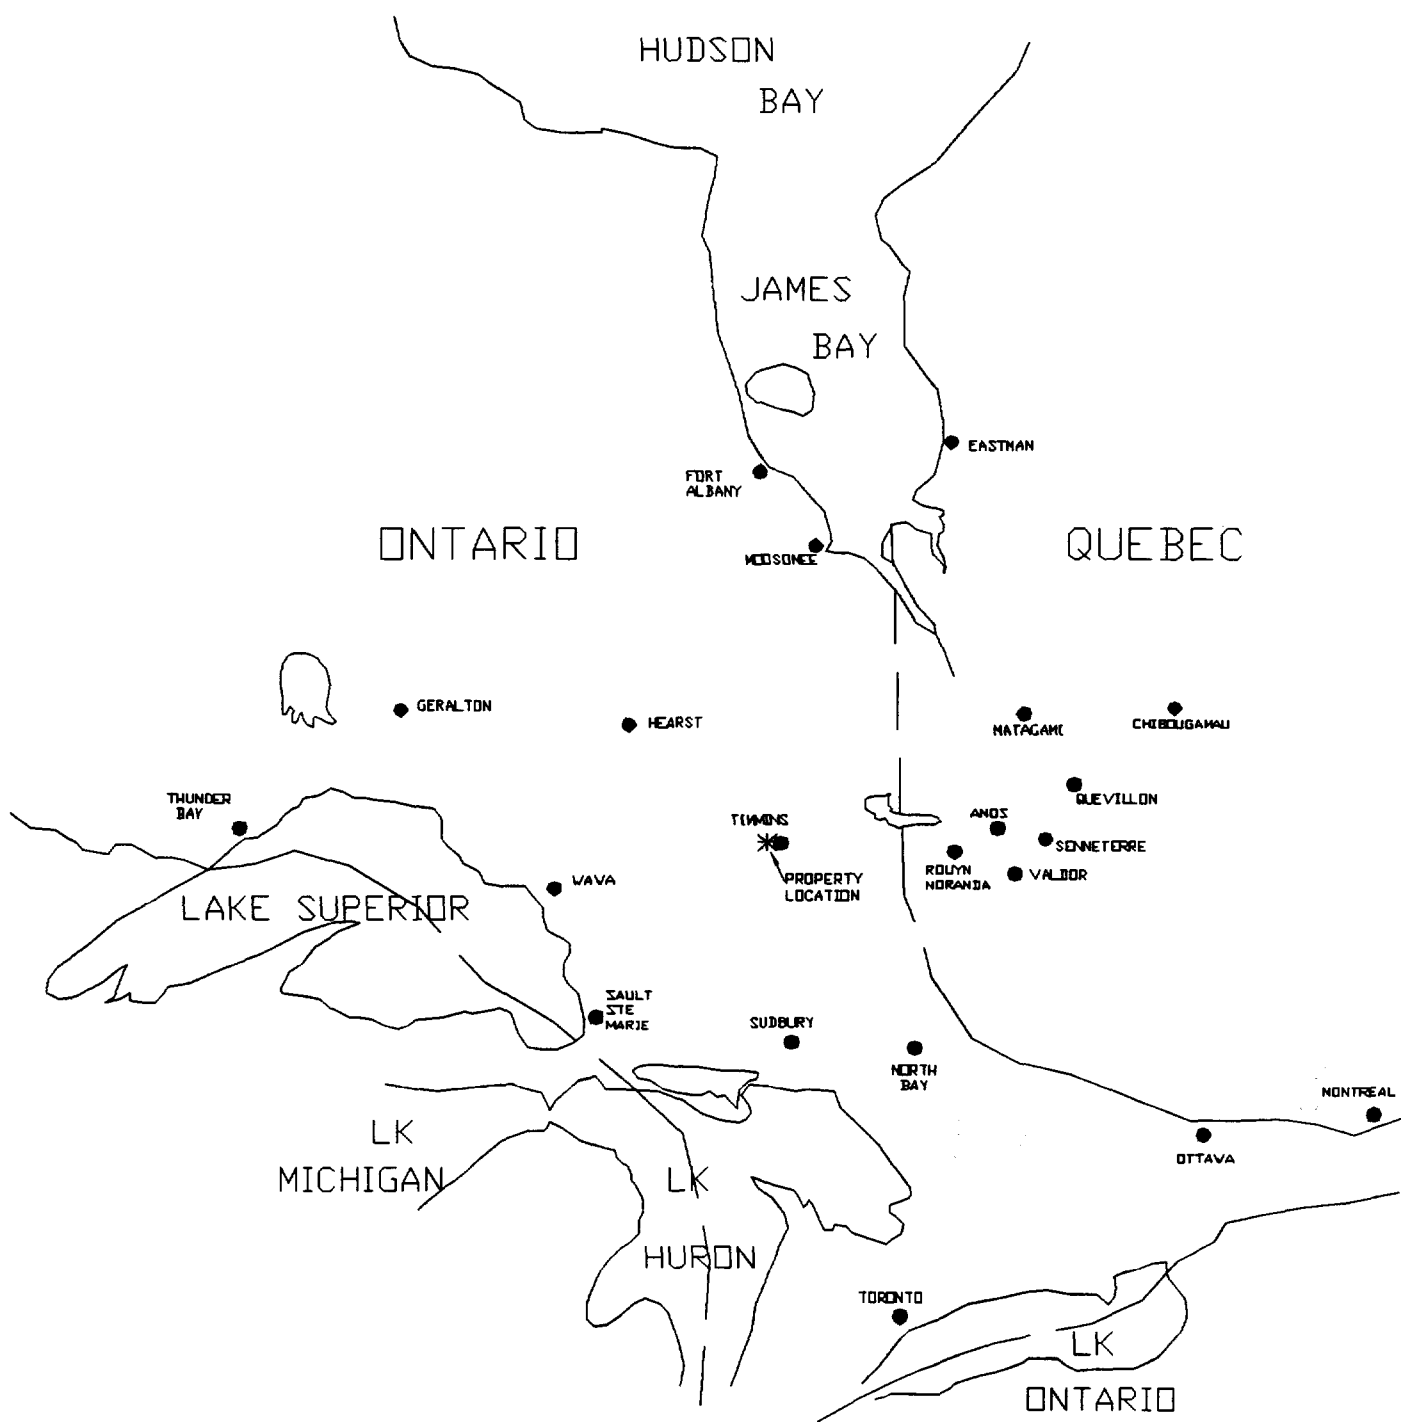 HUDSON
BAY
JAMES
BAY
EASTMAN
FORT
ALBANY
ONTARIO
QUEBEC
MOOSONEE
GERALTON
HEARST
MATAGAMI
CHIBOUGAMAU
THUNDER
BAY
QUEVILLON
TIMMINS
AMOS
SENNETERRE
ROUYN
NORANDA
VALDOR
PROPERTY
LOCATION
WAWA
LAKE SUPERIOR
SAULT
STE
MARIE
SUDBURY
NORTH
BAY
MONTREAL
OTTAWA
LK
MICHIGAN
LK
HURON
TORONTO
LK
ONTARIO